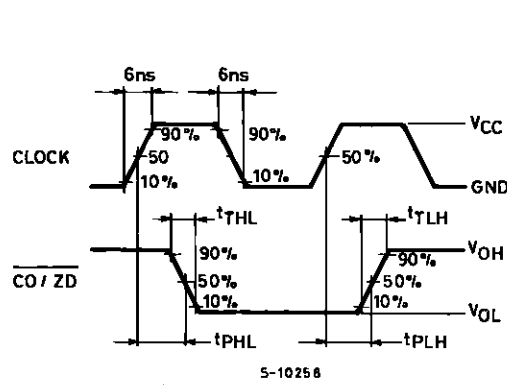 6ns 6ns
90% 90% VCC
CLOCK 50 50%
10% 10% GND
tTHL tTLH
90% VOH
90%
CO / ZD 50% 50%
10% 10%
VOL
tPHL tPLH
5-10256